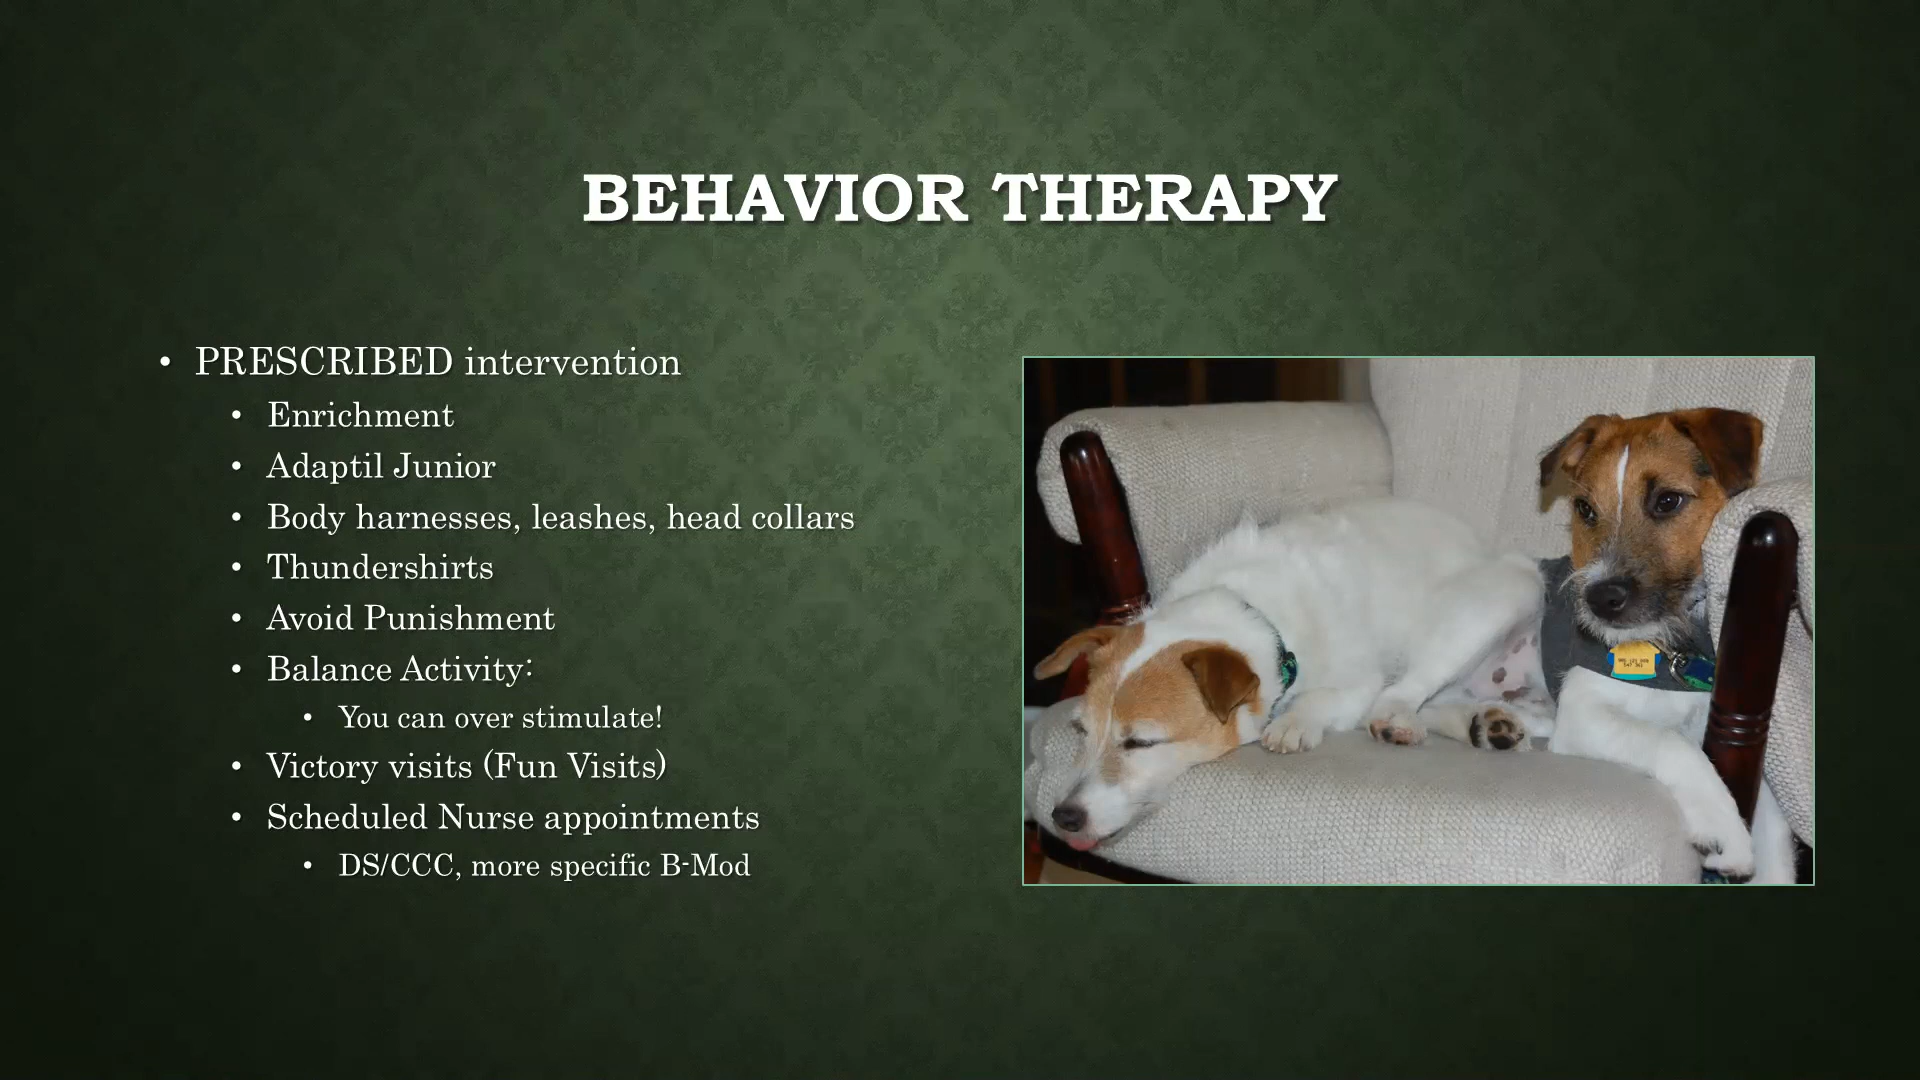 BEHAVIOR THERAPY
• PRESCRIBED intervention
• Enrichment
• Adaptil Junior
• Body harnesses, leashes, head collars
• Thundershirts
• Avoid Punishment
• Balance Activity:
• You can over stimulate!
• Victory visits (Fun Visits)
• Scheduled Nurse appointments
• DS/CCC, more specific B-Mod